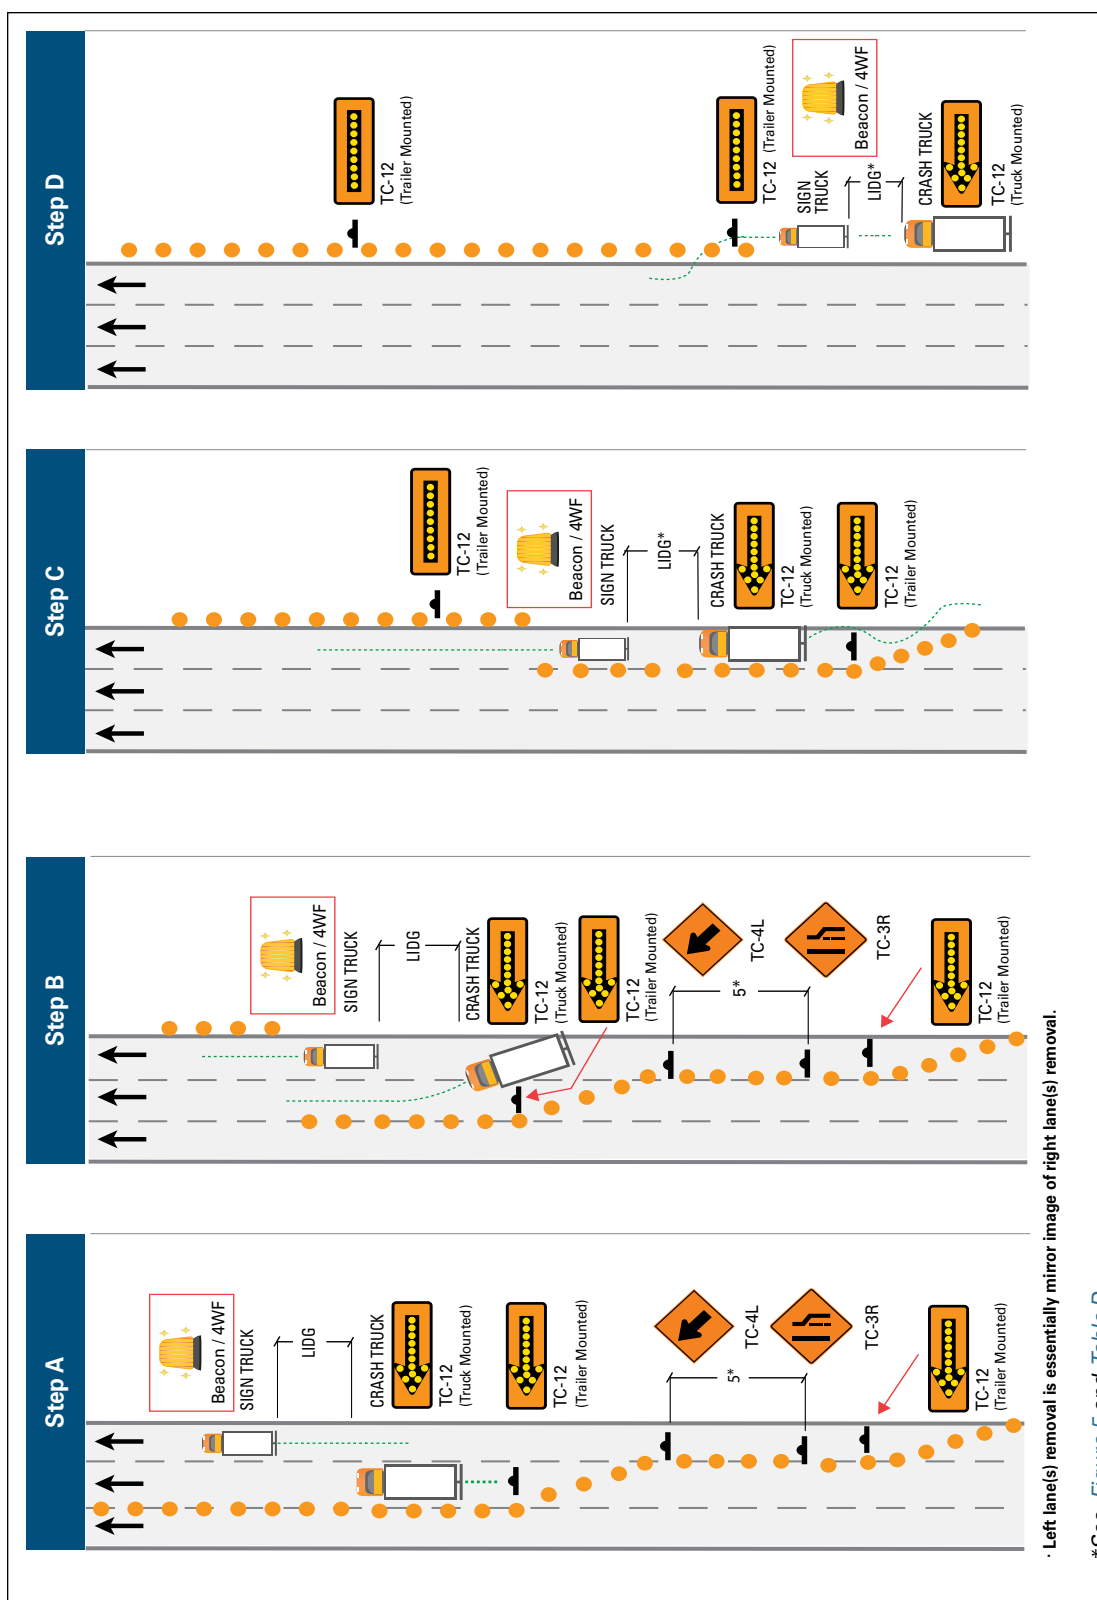 Step A
Beacon / 4WF
SIGN TRUCK
LIDG
CRASH TRUCK
TC-12
(Truck Mounted)
TC-12
(Trailer Mounted)
5*
TC-4L
TC-3R
TC-12
(Trailer Mounted)
Step B
Beacon / 4WF
SIGN TRUCK
LIDG
CRASH TRUCK
TC-12
(Truck Mounted)
TC-12
(Trailer Mounted)
5*
TC-4L
TC-3R
TC-12
(Trailer Mounted)
Step C
TC-12
(Trailer Mounted)
Beacon / 4WF
SIGN TRUCK
LIDG*
CRASH TRUCK
TC-12
(Truck Mounted)
TC-12
(Trailer Mounted)
Step D
TC-12
(Trailer Mounted)
TC-12 (Trailer Mounted)
Beacon / 4WF
SIGN
TRUCK
LIDG*
CRASH TRUCK
TC-12
(Truck Mounted)
· Left lane(s) removal is essentially mirror image of right lane(s) removal.
*See Figure and Table